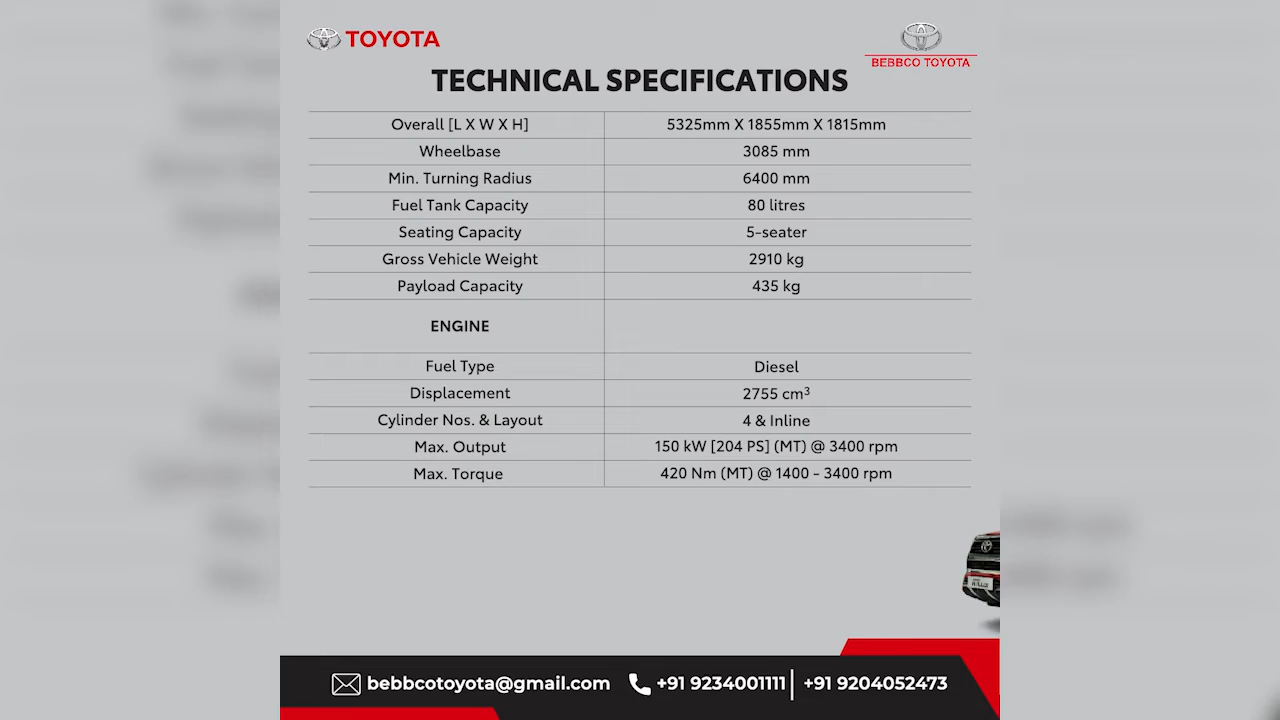 TOYOTA
BEBBCO TOYOTA
TECHNICAL SPECIFICATIONS
Overall [L X W X H] 5325mm X 1855mm X 1815mm
Wheelbase 3085 mm
Min. Turning Radius 6400 mm
Fuel Tank Capacity 80 litres
Seating Capacity 5-seater
Gross Vehicle Weight 2910 kg
Payload Capacity 435 kg
ENGINE
Fuel Type Diesel
Displacement 2755 cm³
Cylinder Nos. & Layout 4 & Inline
Max. Output 150 kW [204 PS] (MT) @ 3400 rpm
Max. Torque 420 Nm (MT) @ 1400 - 3400 rpm
HILUX
bebbcotoyota@gmail.com +91 9234001111 +91 9204052473